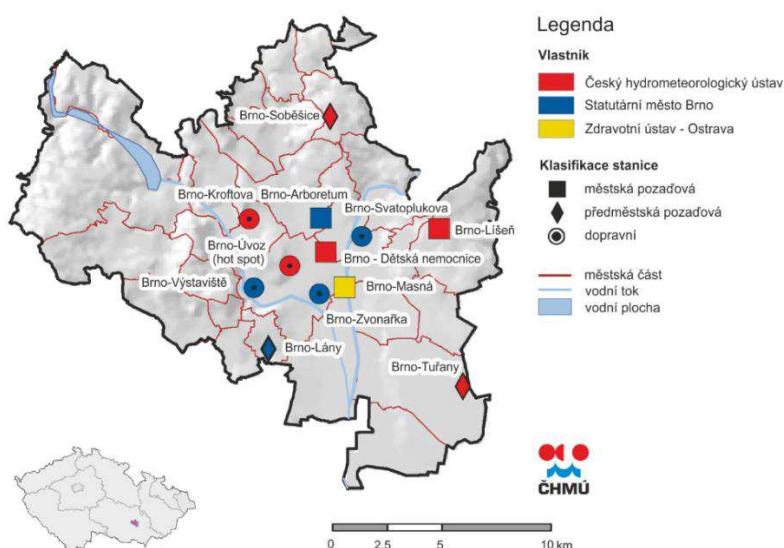 Legenda
Vlastník
Český hydrometeorologický ústav
Statutární město Brno
Zdravotní ústav - Ostrava
Klasifikace stanice
městská pozaďová
předměstská pozaďová
dopravní
městská část
vodní tok
vodní plocha
Brno-Soběšice
Brno-Kroftova
Brno-Arboretum
Brno-Svatoplukova
Brno-Líšeň
Brno-Úvoz
(hot spot)
Brno - Dětská nemocnice
Brno-Výstaviště
Brno-Masná
Brno-Zvonařka
Brno-Lány
Brno-Tuřany
ČHMÚ
0 2.5 5 10 km